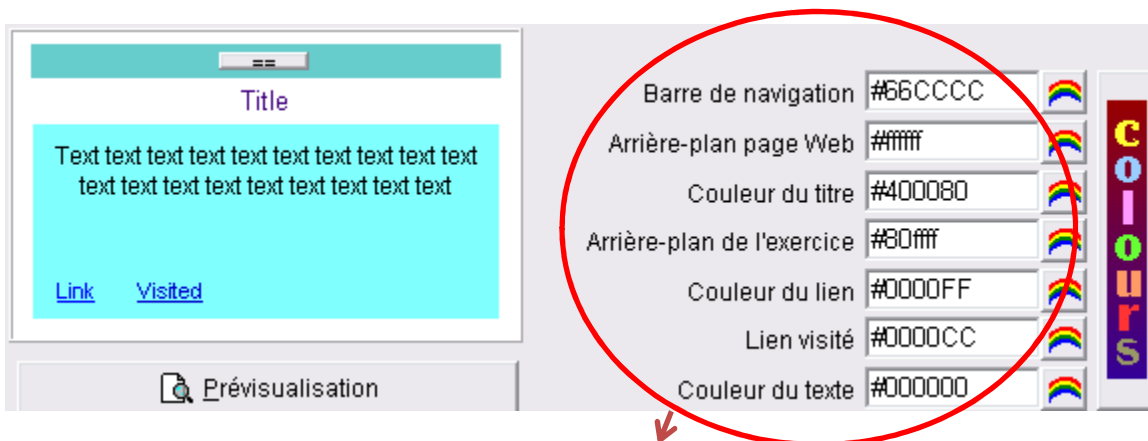 ==
Title
Text text text text text text text text text text
text text text text text text text text text
Link Visited
Prévisualisation
Barre de navigation #66CCCC
Arrière-plan page Web #ffffff
Couleur du titre #400080
Arrière-plan de l'exercice #80ffff
Couleur du lien #0000FF
Lien visité #0000CC
Couleur du texte #000000
colours